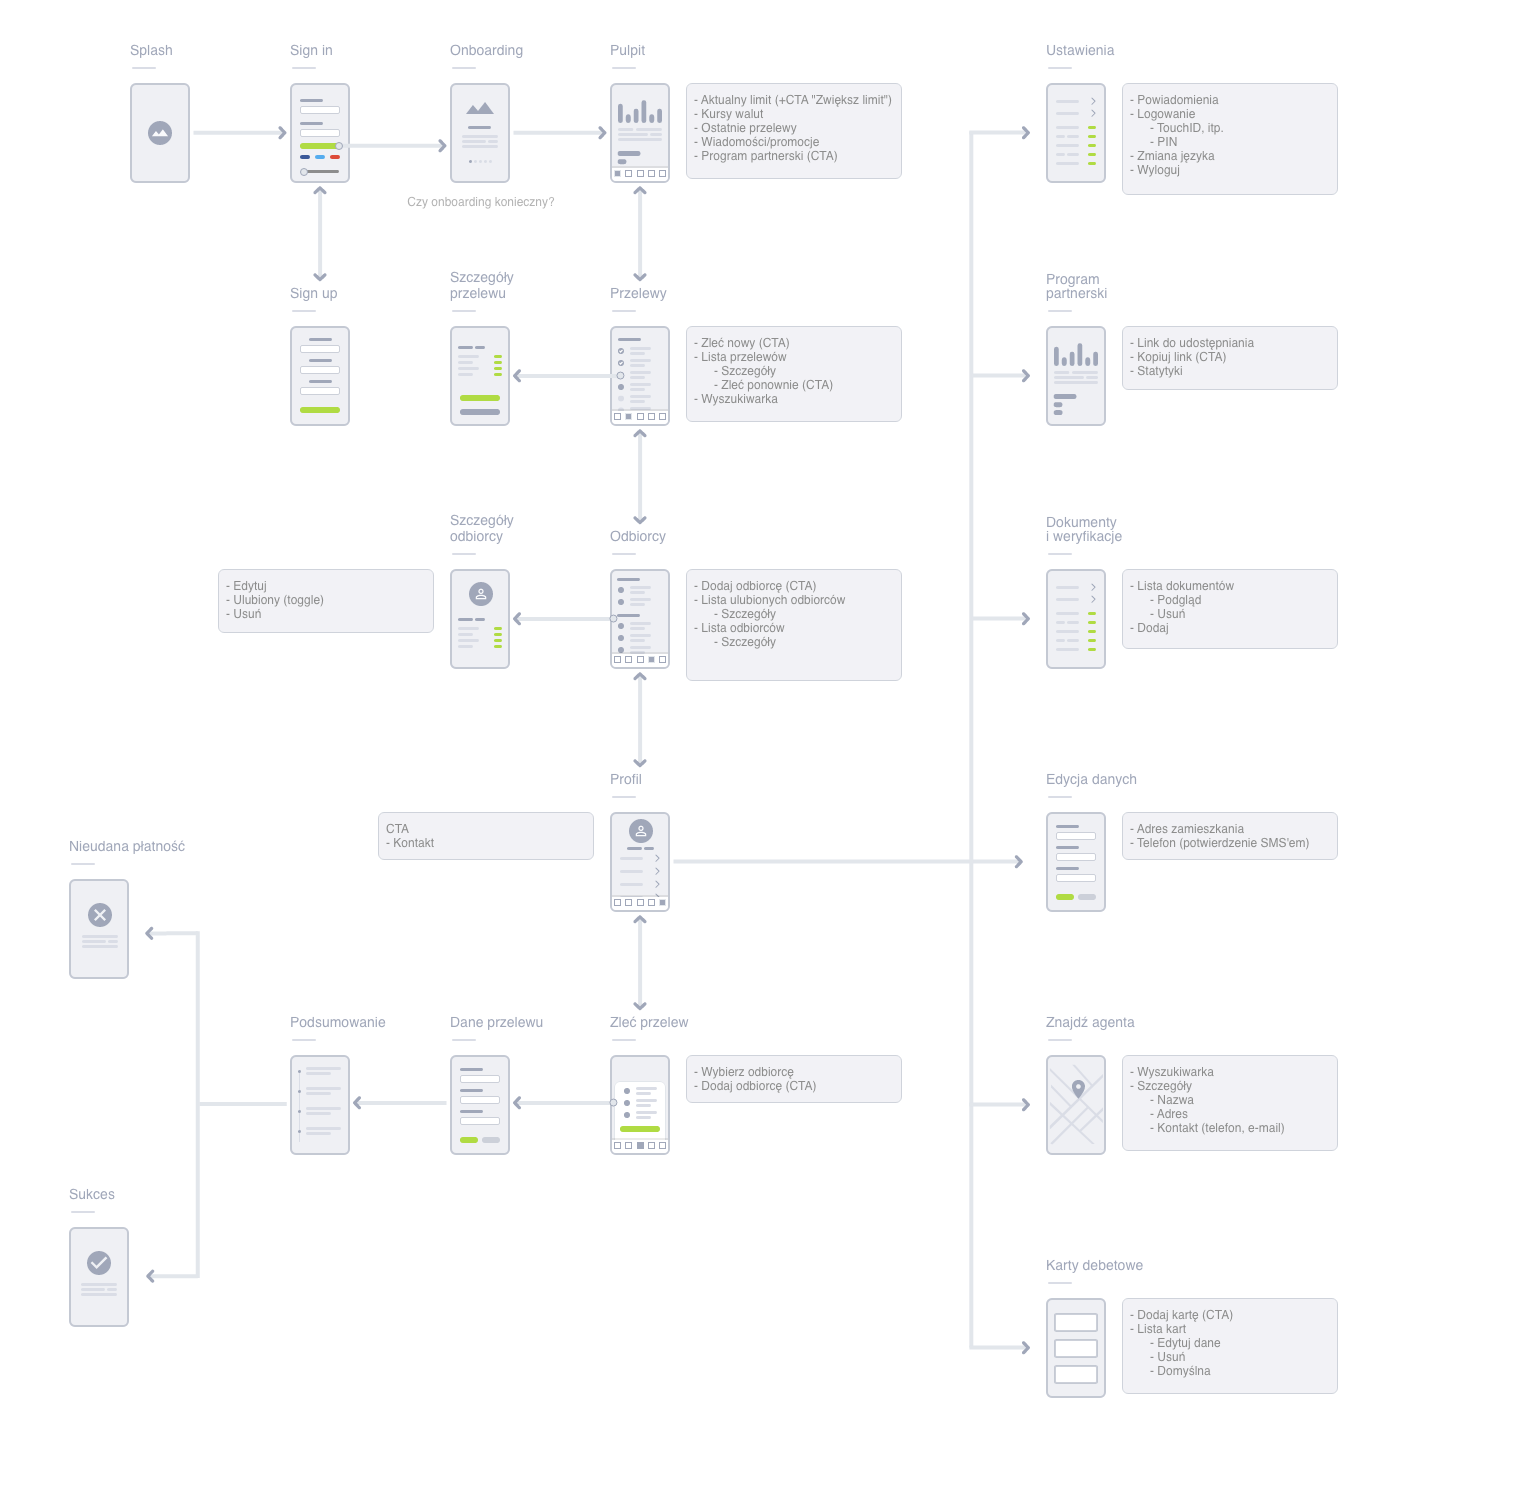 Splash
Sign in
Onboarding
Pulpit
Ustawienia
- Aktualny limit (+CTA "Zwiększ limit")
- Kursy walut
- Ostatnie przelewy
- Wiadomości/promocje
- Program partnerski (CTA)
- Powiadomienia
- Logowanie
- TouchID, itp.
- PIN
- Zmiana języka
- Wyloguj
Czy onboarding konieczny?
Sign up
Szczegóły
przelewu
Przelewy
Program
partnerski
- Zleć nowy (CTA)
- Lista przelewów
- Szczegóły
- Zleć ponownie (CTA)
- Wyszukiwarka
- Link do udostępniania
- Kopiuj link (CTA)
- Statytyki
Szczegóły
odbiorcy
Odbiorcy
Dokumenty
i weryfikacje
- Edytuj
- Ulubiony (toggle)
- Usuń
- Dodaj odbiorcę (CTA)
- Lista ulubionych odbiorców
- Szczegóły
- Lista odbiorców
- Szczegóły
- Lista dokumentów
- Podgląd
- Usuń
- Dodaj
Profil
Edycja danych
CTA
- Kontakt
- Adres zamieszkania
- Telefon (potwierdzenie SMS'em)
Nieudana płatność
Podsumowanie
Dane przelewu
Zleć przelew
Znajdź agenta
- Wybierz odbiorcę
- Dodaj odbiorcę (CTA)
- Wyszukiwarka
- Szczegóły
- Nazwa
- Adres
- Kontakt (telefon, e-mail)
Sukces
Karty debetowe
- Dodaj kartę (CTA)
- Lista kart
- Edytuj dane
- Usuń
- Domyślna